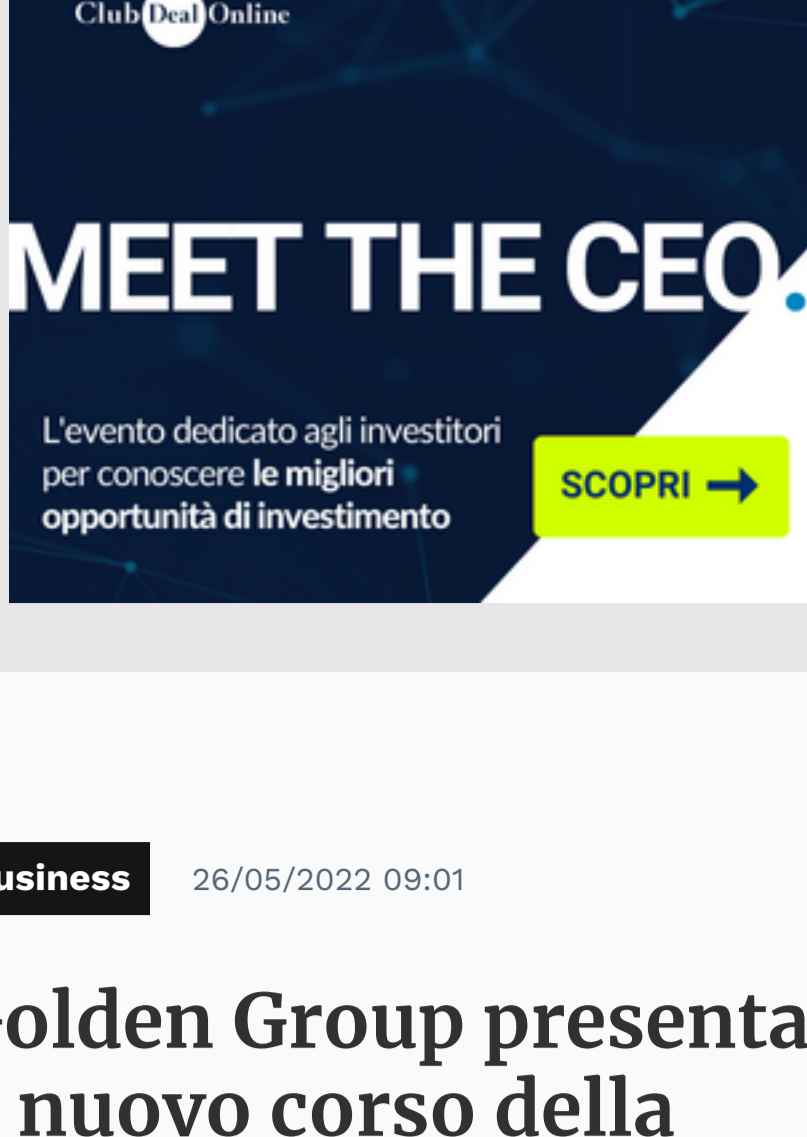 Club Deal Online
MEET THE CEO.
L'evento dedicato agli investitori
per conoscere le migliori
opportunità di investimento
SCOPRI
usiness
26/05/2022 09:01
olden Group presenta
nuovo corso della